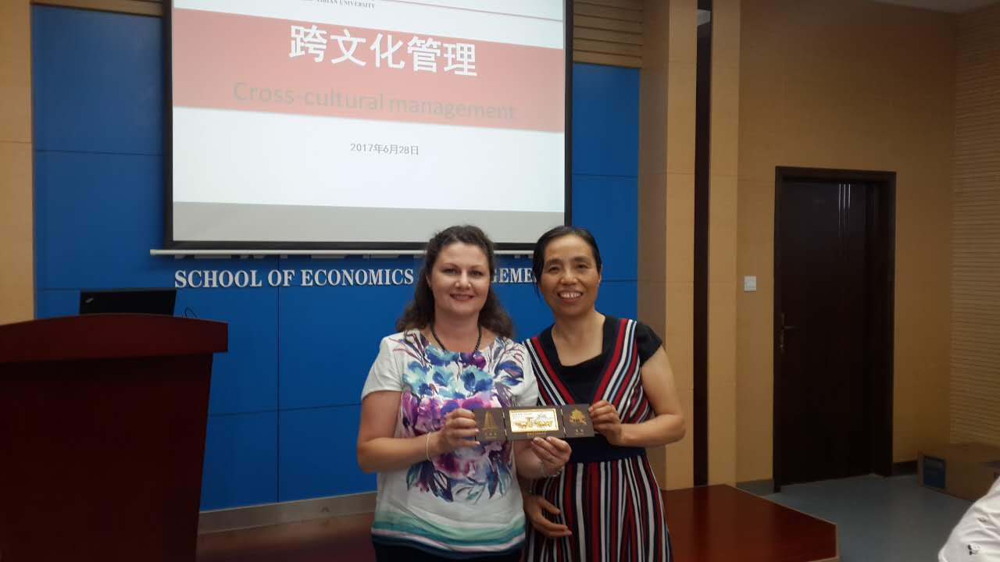 UNIVERSITY
跨文化管理
Cross-cultural management
2017年6月28日
SCHOOL OF ECONOMICS